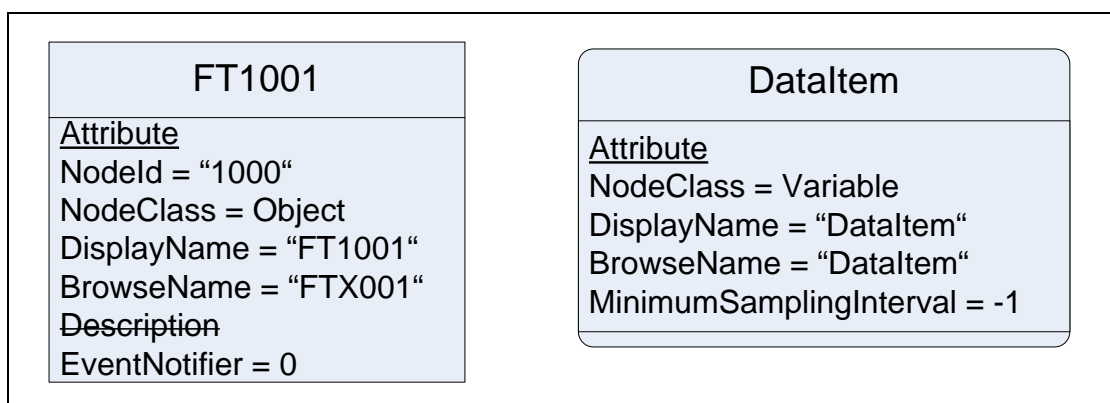 FT1001
Attribute
NodeId = “1000“
NodeClass = Object
DisplayName = “FT1001“
BrowseName = “FTX001“
Description
EventNotifier = 0
DataItem
Attribute
NodeClass = Variable
DisplayName = “DataItem“
BrowseName = “DataItem“
MinimumSamplingInterval = -1